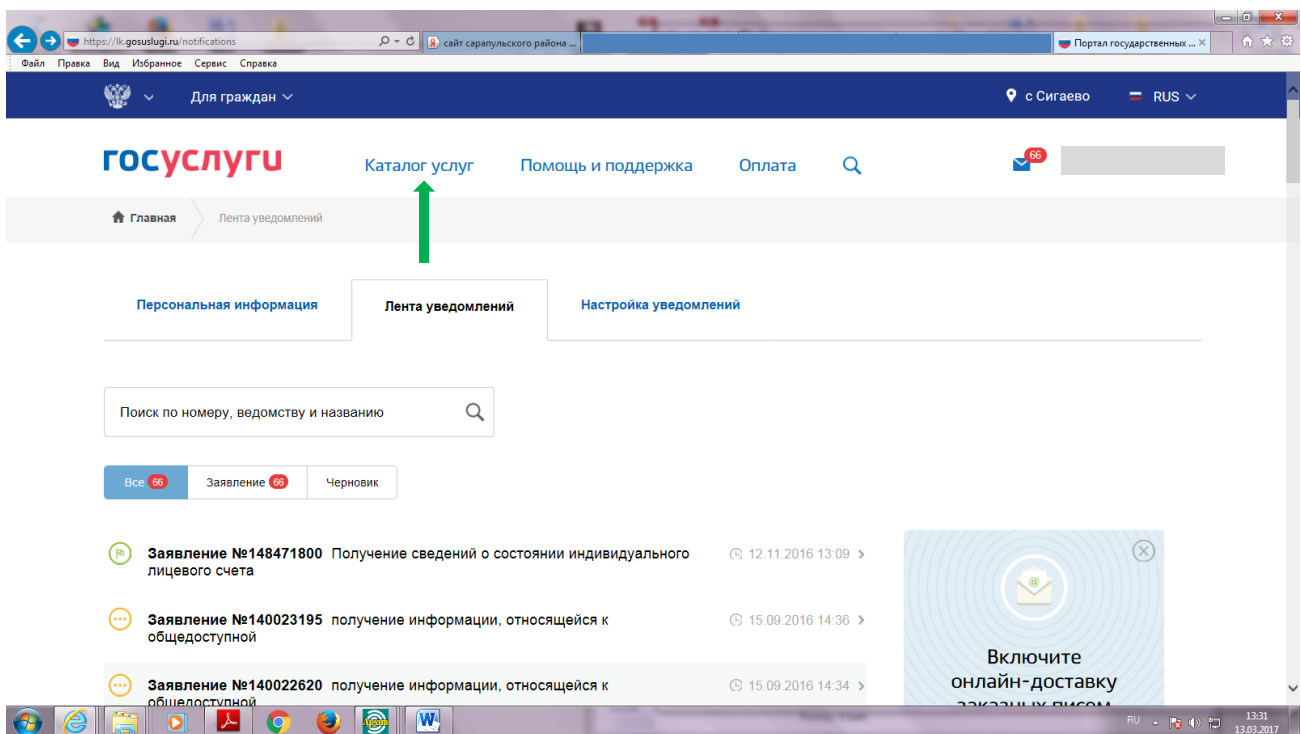 https://lk.gosuslugi.ru/notifications
сайт сарапульского района ...
Портал государственных ...
Файл Правка Вид Избранное Сервис Справка
Для граждан
с Сигаево
RUS
госуслуги
Каталог услуг
Помощь и поддержка
Оплата
66
Главная
Лента уведомлений
Персональная информация
Лента уведомлений
Настройка уведомлений
Поиск по номеру, ведомству и названию
Все 66
Заявление 66
Черновик
Заявление №148471800 Получение сведений о состоянии индивидуального
лицевого счета
12.11.2016 13:09
Заявление №140023195 получение информации, относящейся к
общедоступной
15.09.2016 14:36
Заявление №140022620 получение информации, относящейся к
общедоступной
15.09.2016 14:34
Включите
онлайн-доставку
заказных писем
RU
13:31
13.03.2017